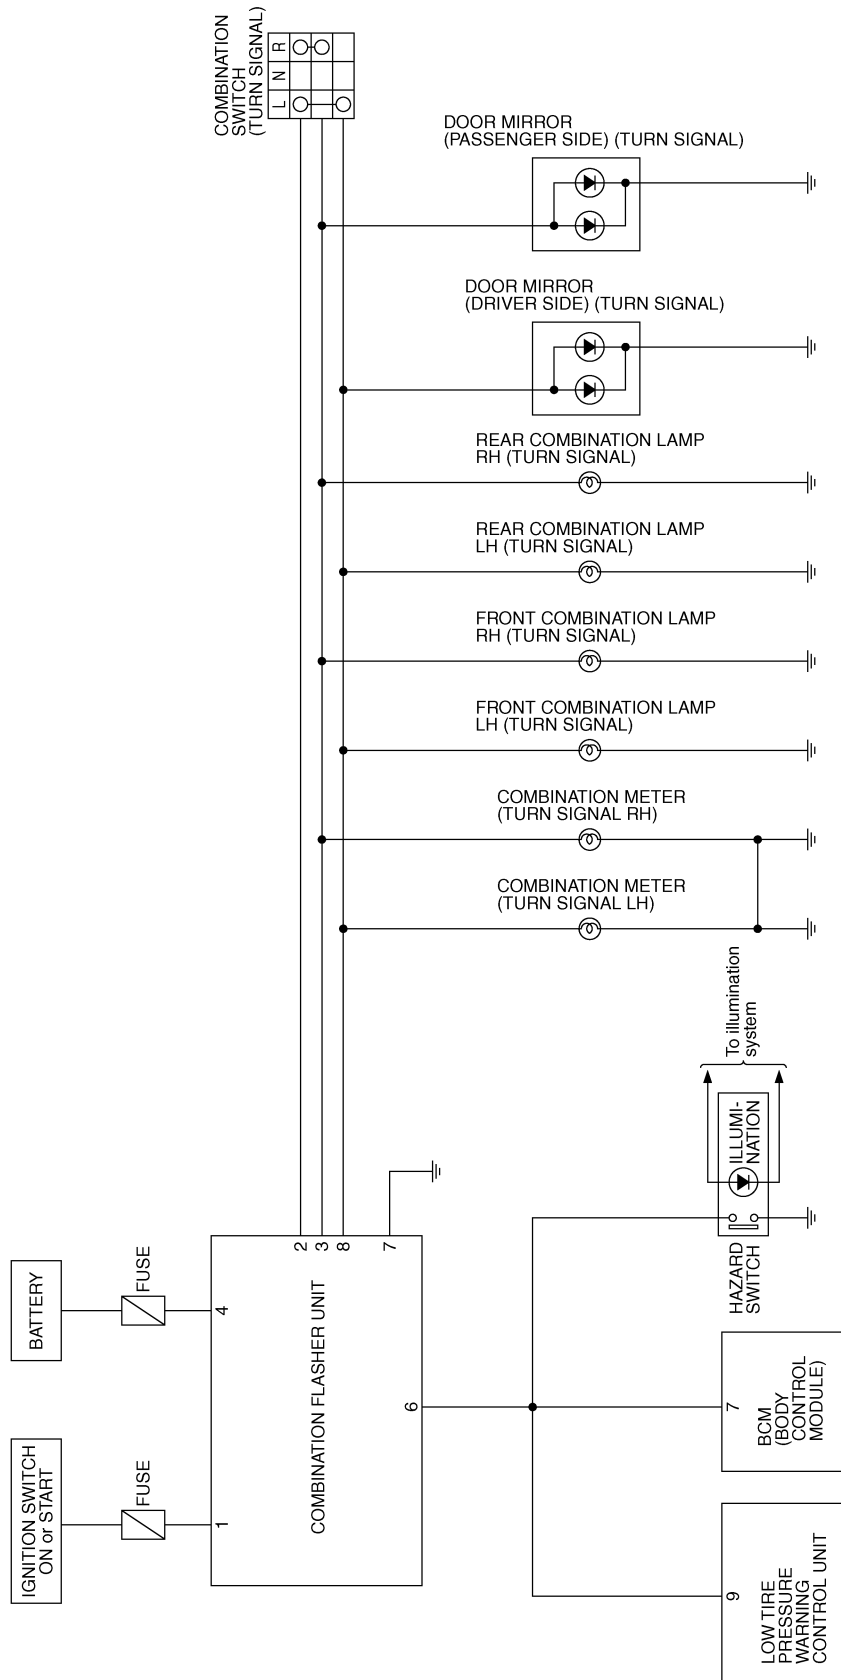 COMBINATION
SWITCH
(TURN SIGNAL)
R
N
L
DOOR MIRROR
(PASSENGER SIDE) (TURN SIGNAL)
DOOR MIRROR
(DRIVER SIDE) (TURN SIGNAL)
REAR COMBINATION LAMP
RH (TURN SIGNAL)
REAR COMBINATION LAMP
LH (TURN SIGNAL)
FRONT COMBINATION LAMP
RH (TURN SIGNAL)
FRONT COMBINATION LAMP
LH (TURN SIGNAL)
COMBINATION METER
(TURN SIGNAL RH)
COMBINATION METER
(TURN SIGNAL LH)
To illumination
system
ILLUMI-
NATION
HAZARD
SWITCH
2
3
8
7
BATTERY
FUSE
4
COMBINATION FLASHER UNIT
6
IGNITION SWITCH
ON or START
FUSE
1
7
BCM
(BODY
CONTROL
MODULE)
9
LOW TIRE
PRESSURE
WARNING
CONTROL UNIT